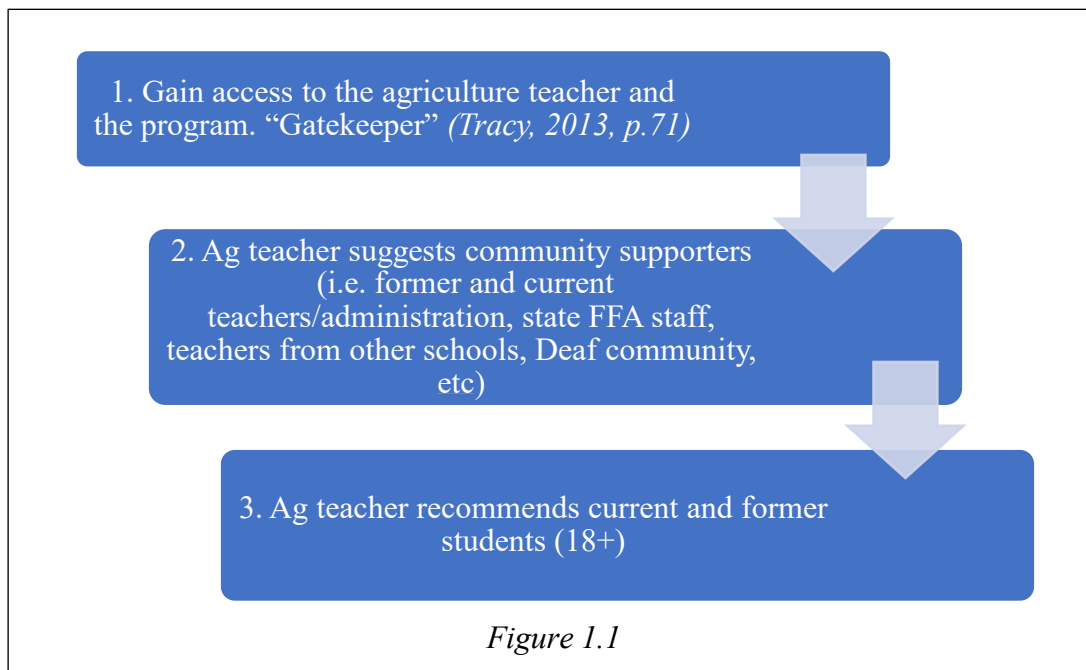 1. Gain access to the agriculture teacher and
the program. “Gatekeeper” (Tracy, 2013, p.71)
2. Ag teacher suggests community supporters
(i.e. former and current
teachers/administration, state FFA staff,
teachers from other schools, Deaf community,
etc)
3. Ag teacher recommends current and former
students (18+)
Figure 1.1